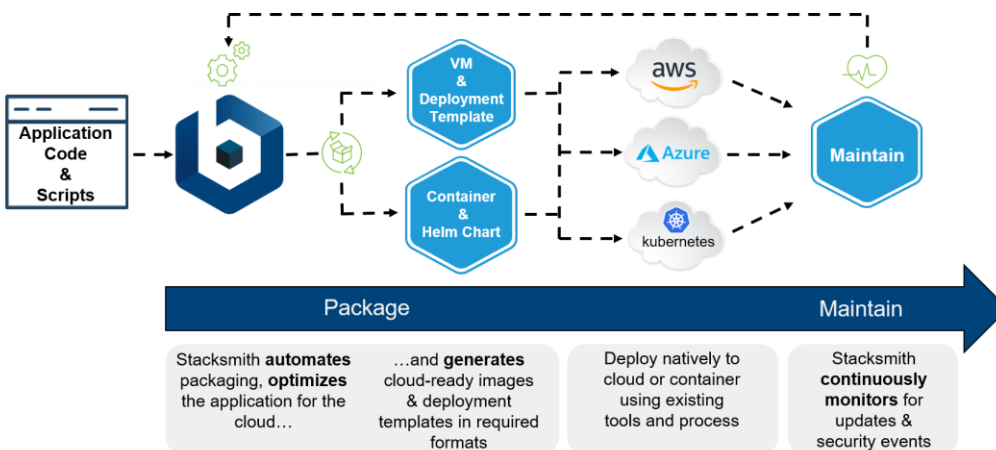 Application
Code
&
Scripts
VM
&
Deployment
Template
Container
&
Helm Chart
aws
Azure
kubernetes
Maintain
Package
Maintain
Stacksmith automates
packaging, optimizes
the application for the
cloud…
…and generates
cloud-ready images
& deployment
templates in required
formats
Deploy natively to
cloud or container
using existing
tools and process
Stacksmith
continuously
monitors for
updates &
security events